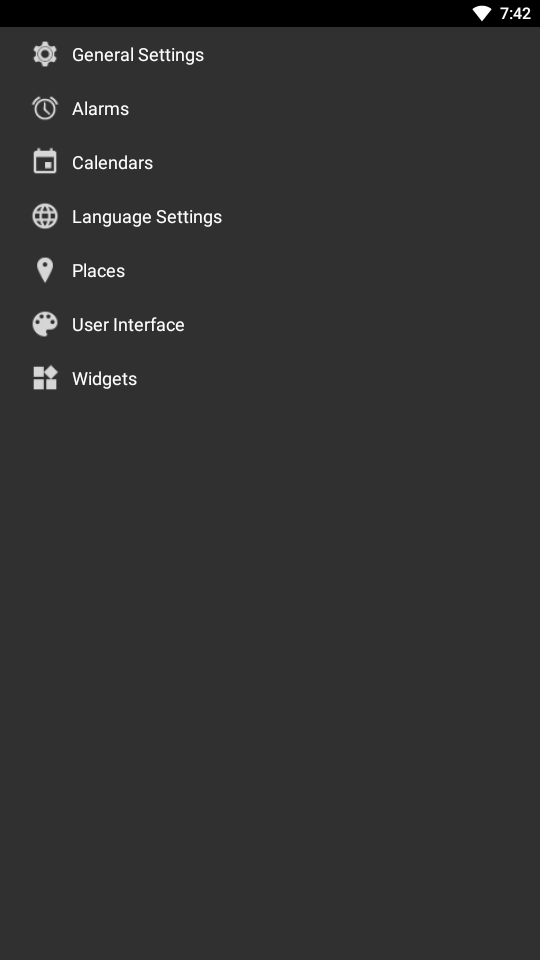 7:42
General Settings
Alarms
Calendars
Language Settings
Places
User Interface
Widgets